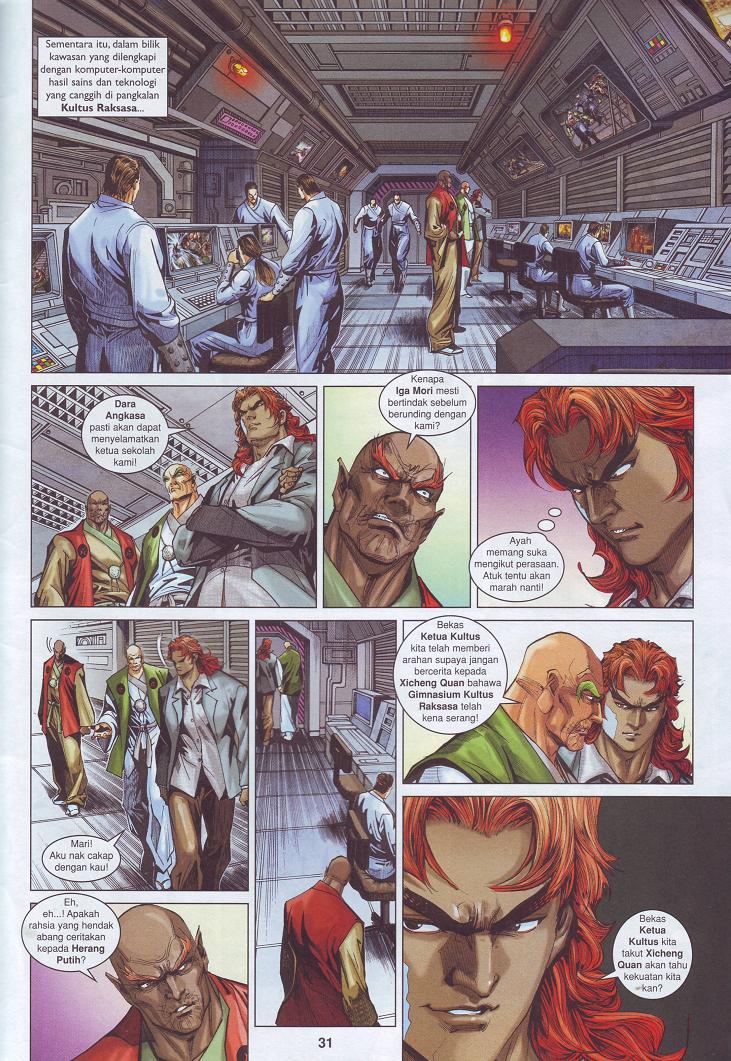 Sementara itu, dalam bilik
kawasan yang dilengkapi
dengan komputer-komputer
hasil sains dan teknologi
yang canggih di pangkalan
Kultus Raksasa...
Dara
Angkasa
pasti akan dapat
menyelamatkan
ketua sekolah
kami!
Kenapa
Iga Mori mesti
bertindak sebelum
berunding dengan
kami?
Ayah
memang suka
mengikut perasaan.
Atuk tentu akan
marah nanti!
Mari!
Aku nak cakap
dengan kau!
Bekas
Ketua Kultus
kita telah memberi
arahan supaya jangan
bercerita kepada
Xicheng Quan bahawa
Gimnasium Kultus
Raksasa telah
kena serang!
Eh,
eh...! Apakah
rahsia yang hendak
abang ceritakan
kepada Herang
Putih?
Bekas
Ketua
Kultus kita
takut Xicheng
Quan akan tahu
kekuatan kita
kan?
31